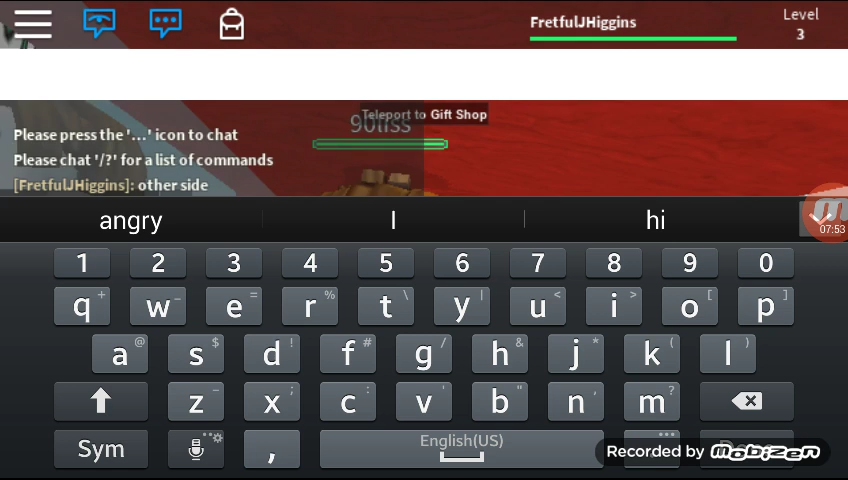 FretfulJHiggins
Level
3
Teleport to Gift Shop
Please press the '...' icon to chat
Please chat '/?' for a list of commands
[FretfulJHiggins]: other side
angry I hi
07:53
1 2 3 4 5 6 7 8 9 0
q + w _ e = r % t \ y | u < i > o [ p ]
a @ s $ d ! f # g / h & j * k ( l )
z - x ; c : v ' b " n , m ?
Sym , English(US)
Recorded by Mobizen